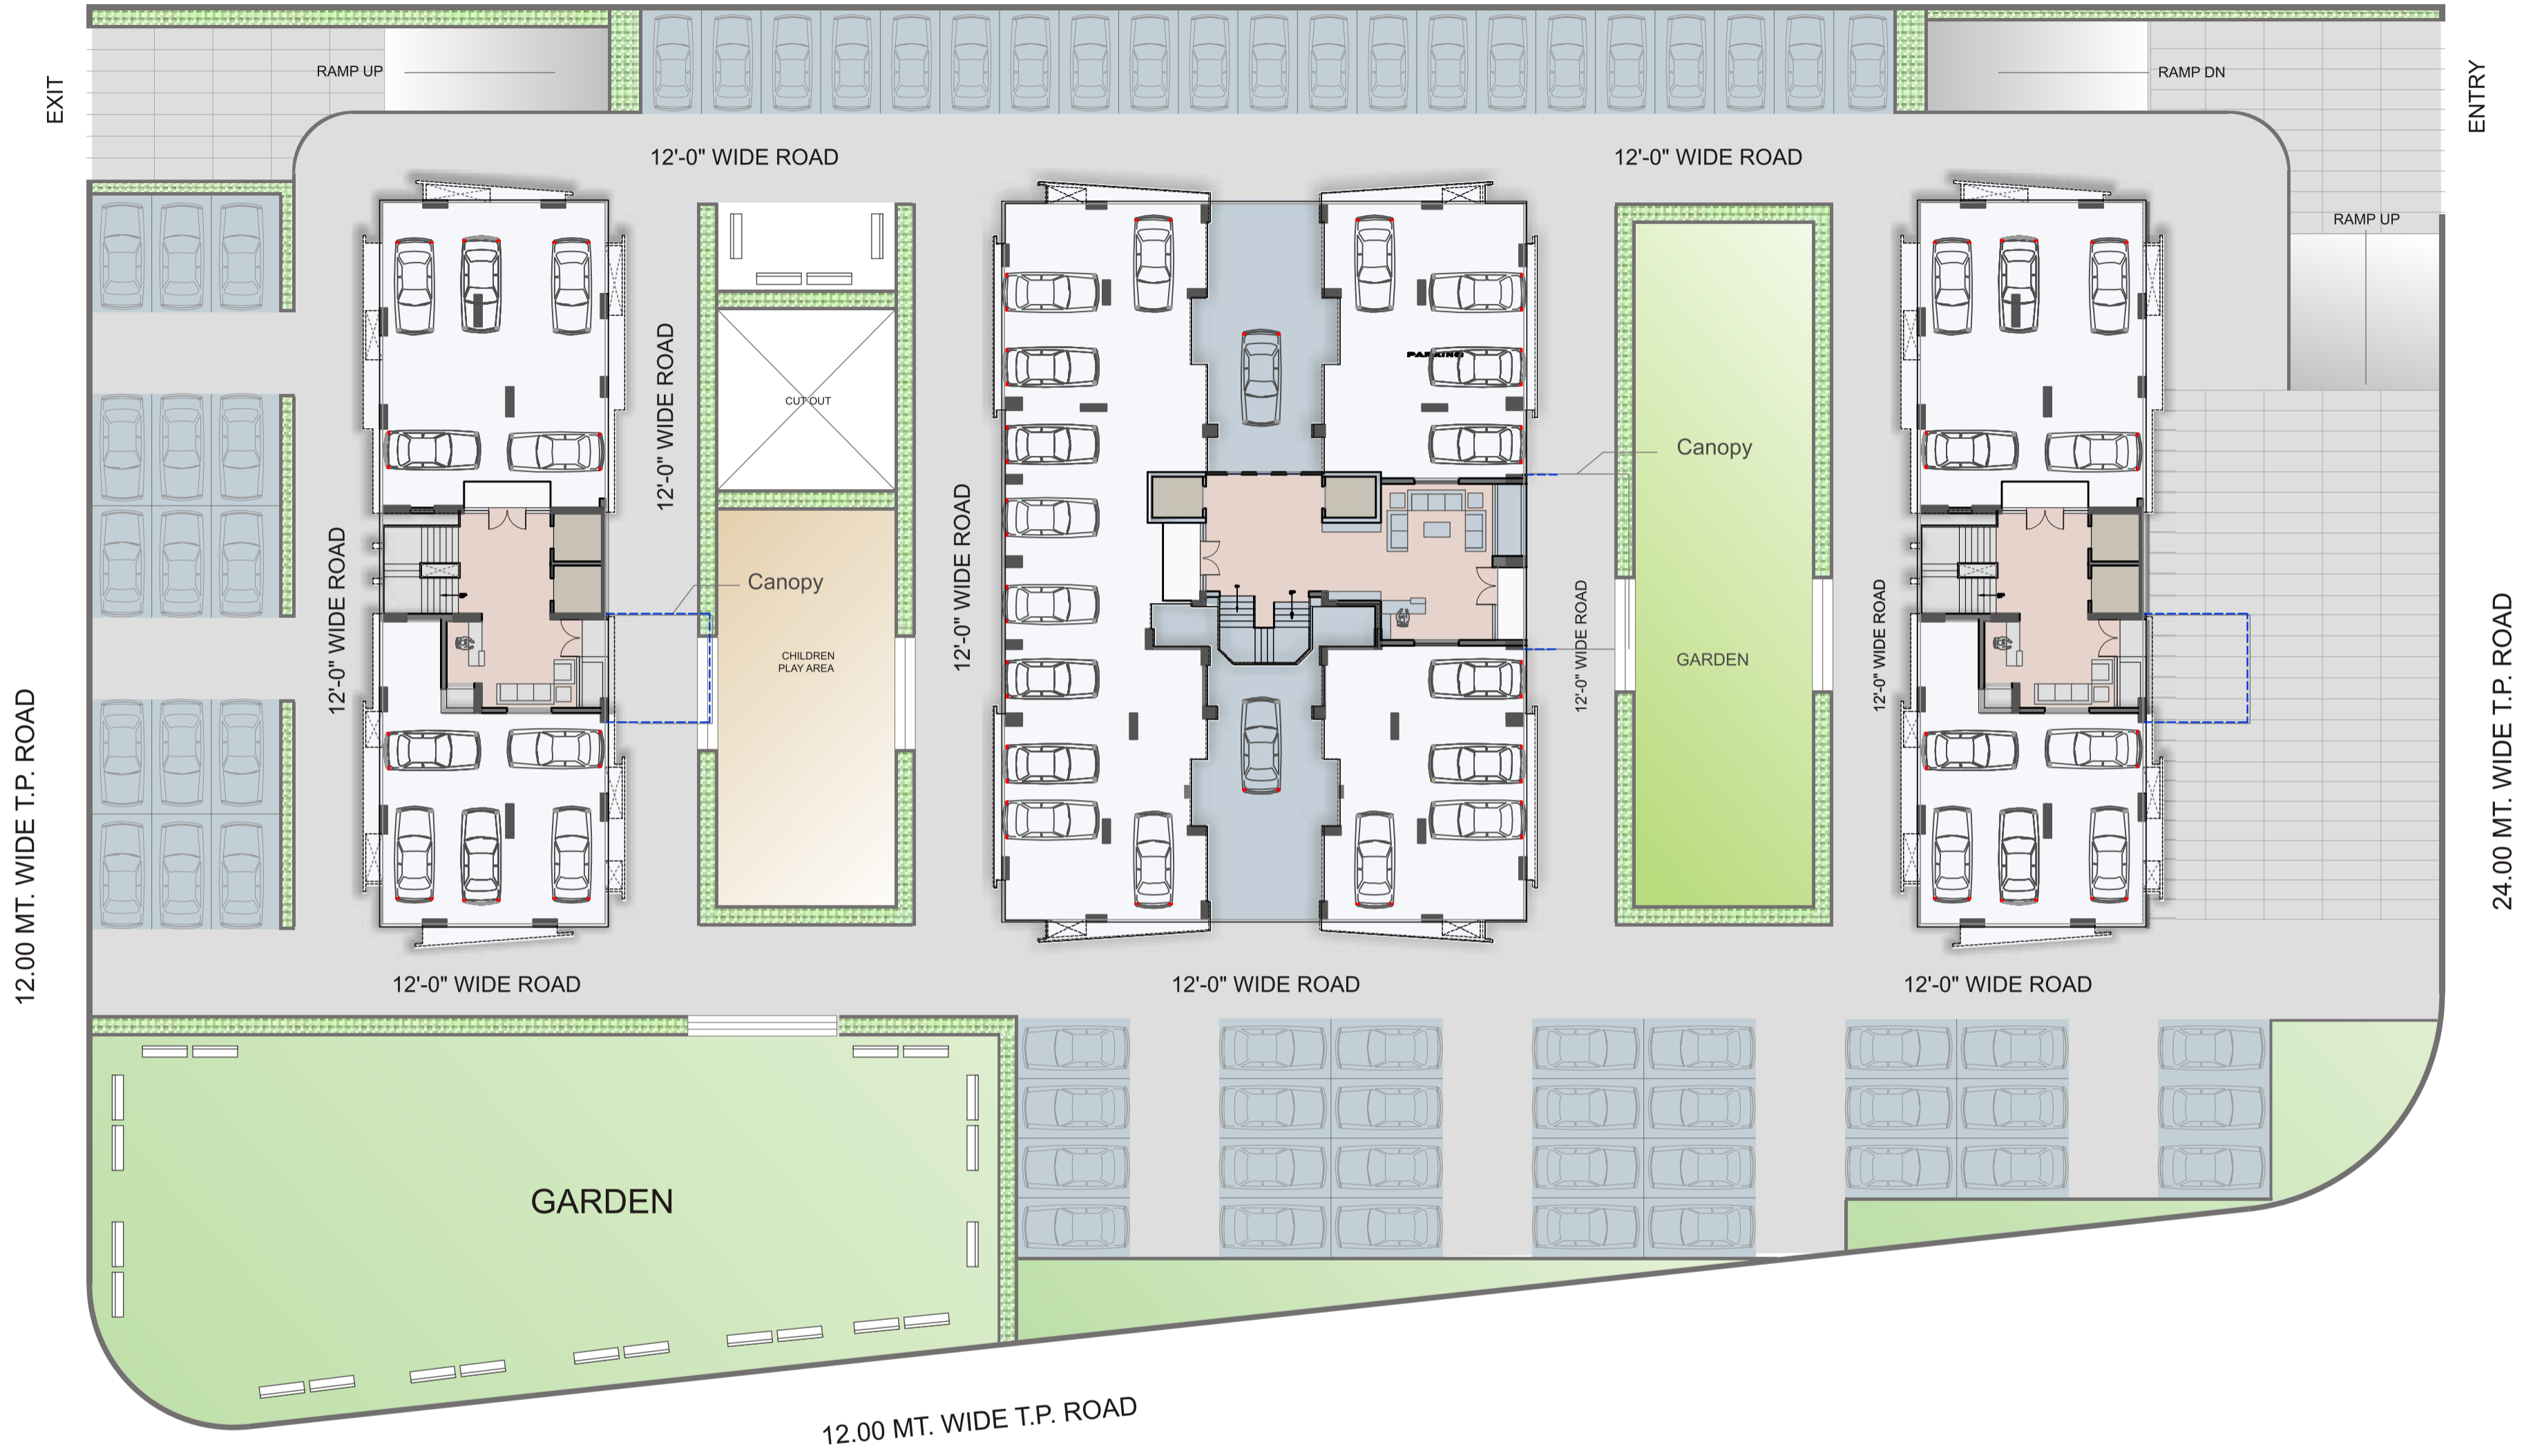 EXIT
RAMP UP
RAMP DN
ENTRY
12'-0" WIDE ROAD
12'-0" WIDE ROAD
RAMP UP
12'-0" WIDE ROAD
CUT OUT
PARKING
Canopy
12'-0" WIDE ROAD
12'-0" WIDE ROAD
Canopy
CHILDREN
PLAY AREA
12'-0" WIDE ROAD
GARDEN
12'-0" WIDE ROAD
12.00 MT. WIDE T.P. ROAD
24.00 MT. WIDE T.P. ROAD
12'-0" WIDE ROAD
12'-0" WIDE ROAD
12'-0" WIDE ROAD
GARDEN
12.00 MT. WIDE T.P. ROAD